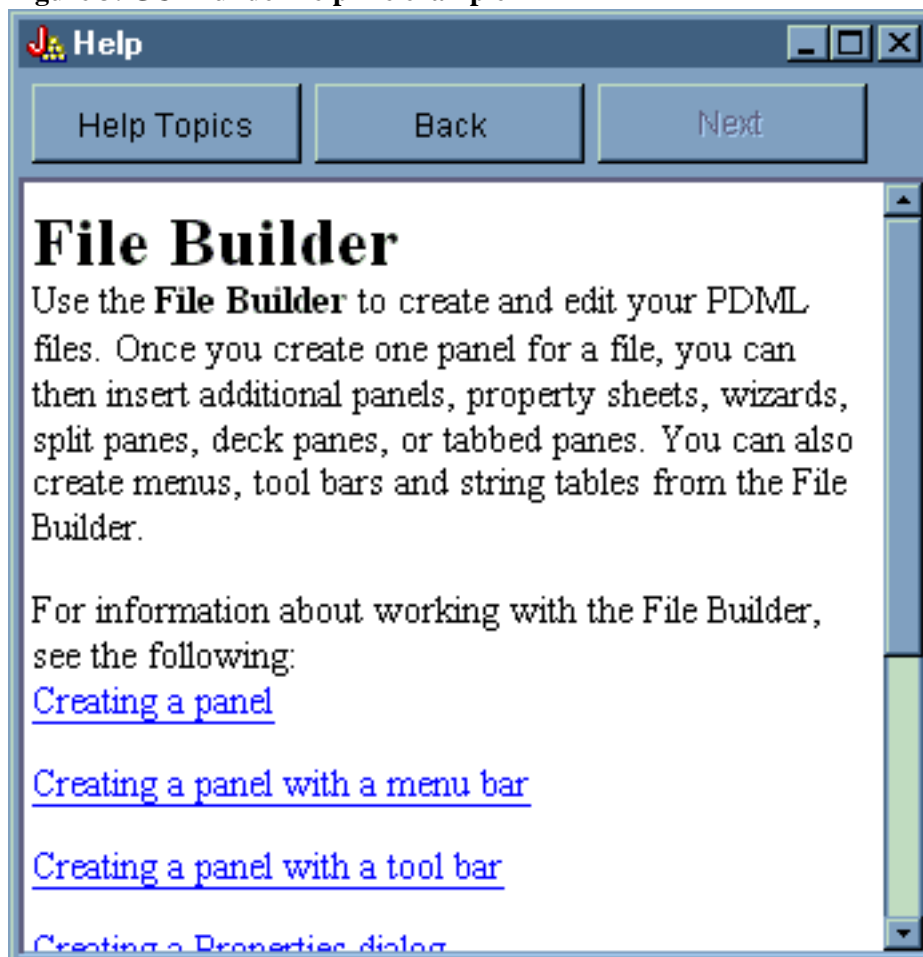 Help
Help Topics Back Next
File Builder
Use the File Builder to create and edit your PDML
files. Once you create one panel for a file, you can
then insert additional panels, property sheets, wizards,
split panes, deck panes, or tabbed panes. You can also
create menus, tool bars and string tables from the File
Builder.
For information about working with the File Builder,
see the following:
Creating a panel
Creating a panel with a menu bar
Creating a panel with a tool bar
Creating a Properties dialog